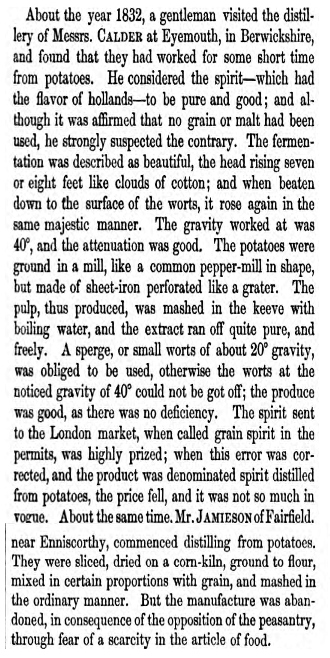 About the year 1832, a gentleman visited the distil-
lery of Messrs. CALDER at Eyemouth, in Berwickshire,
and found that they had worked for some short time
from potatoes. He considered the spirit—which had
the flavor of hollands—to be pure and good; and al-
though it was affirmed that no grain or malt had been
used, he strongly suspected the contrary. The fermen-
tation was described as beautiful, the head rising seven
or eight feet like clouds of cotton; and when beaten
down to the surface of the worts, it rose again in the
same majestic manner. The gravity worked at was
40°, and the attenuation was good. The potatoes were
ground in a mill, like a common pepper-mill in shape,
but made of sheet-iron perforated like a grater. The
pulp, thus produced, was mashed in the keeve with
boiling water, and the extract ran off quite pure, and
freely. A sperge, or small worts of about 20° gravity,
was obliged to be used, otherwise the worts at the
noticed gravity of 40° could not be got off; the produce
was good, as there was no deficiency. The spirit sent
to the London market, when called grain spirit in the
permits, was highly prized; when this error was cor-
rected, and the product was denominated spirit distilled
from potatoes, the price fell, and it was not so much in
vogue. About the same time, Mr. JAMIESON of Fairfield,
near Enniscorthy, commenced distilling from potatoes.
They were sliced, dried on a corn-kiln, ground to flour,
mixed in certain proportions with grain, and mashed in
the ordinary manner. But the manufacture was aban-
doned, in consequence of the opposition of the peasantry,
through fear of a scarcity in the article of food.